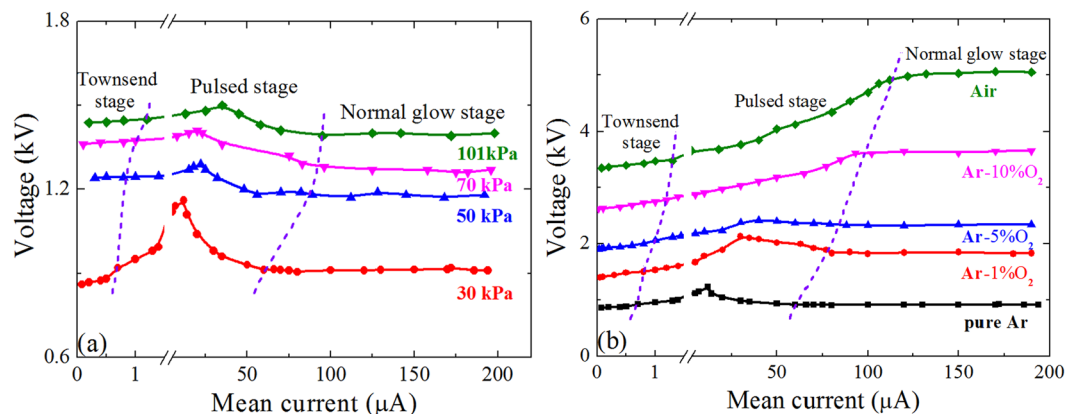 1.8
1.2
0.6
Voltage (kV)
Townsend
stage
Pulsed stage
Normal glow stage
101kPa
70 kPa
50 kPa
30 kPa
(a)
0 1 50 100 150 200
Mean current (μA)
6
4
2
0
Voltage (kV)
Normal glow stage
Air
Pulsed stage
Townsend
stage
Ar-10%O2
Ar-5%O2
Ar-1%O2
pure Ar
(b)
0 1 50 100 150 200
Mean current (μA)